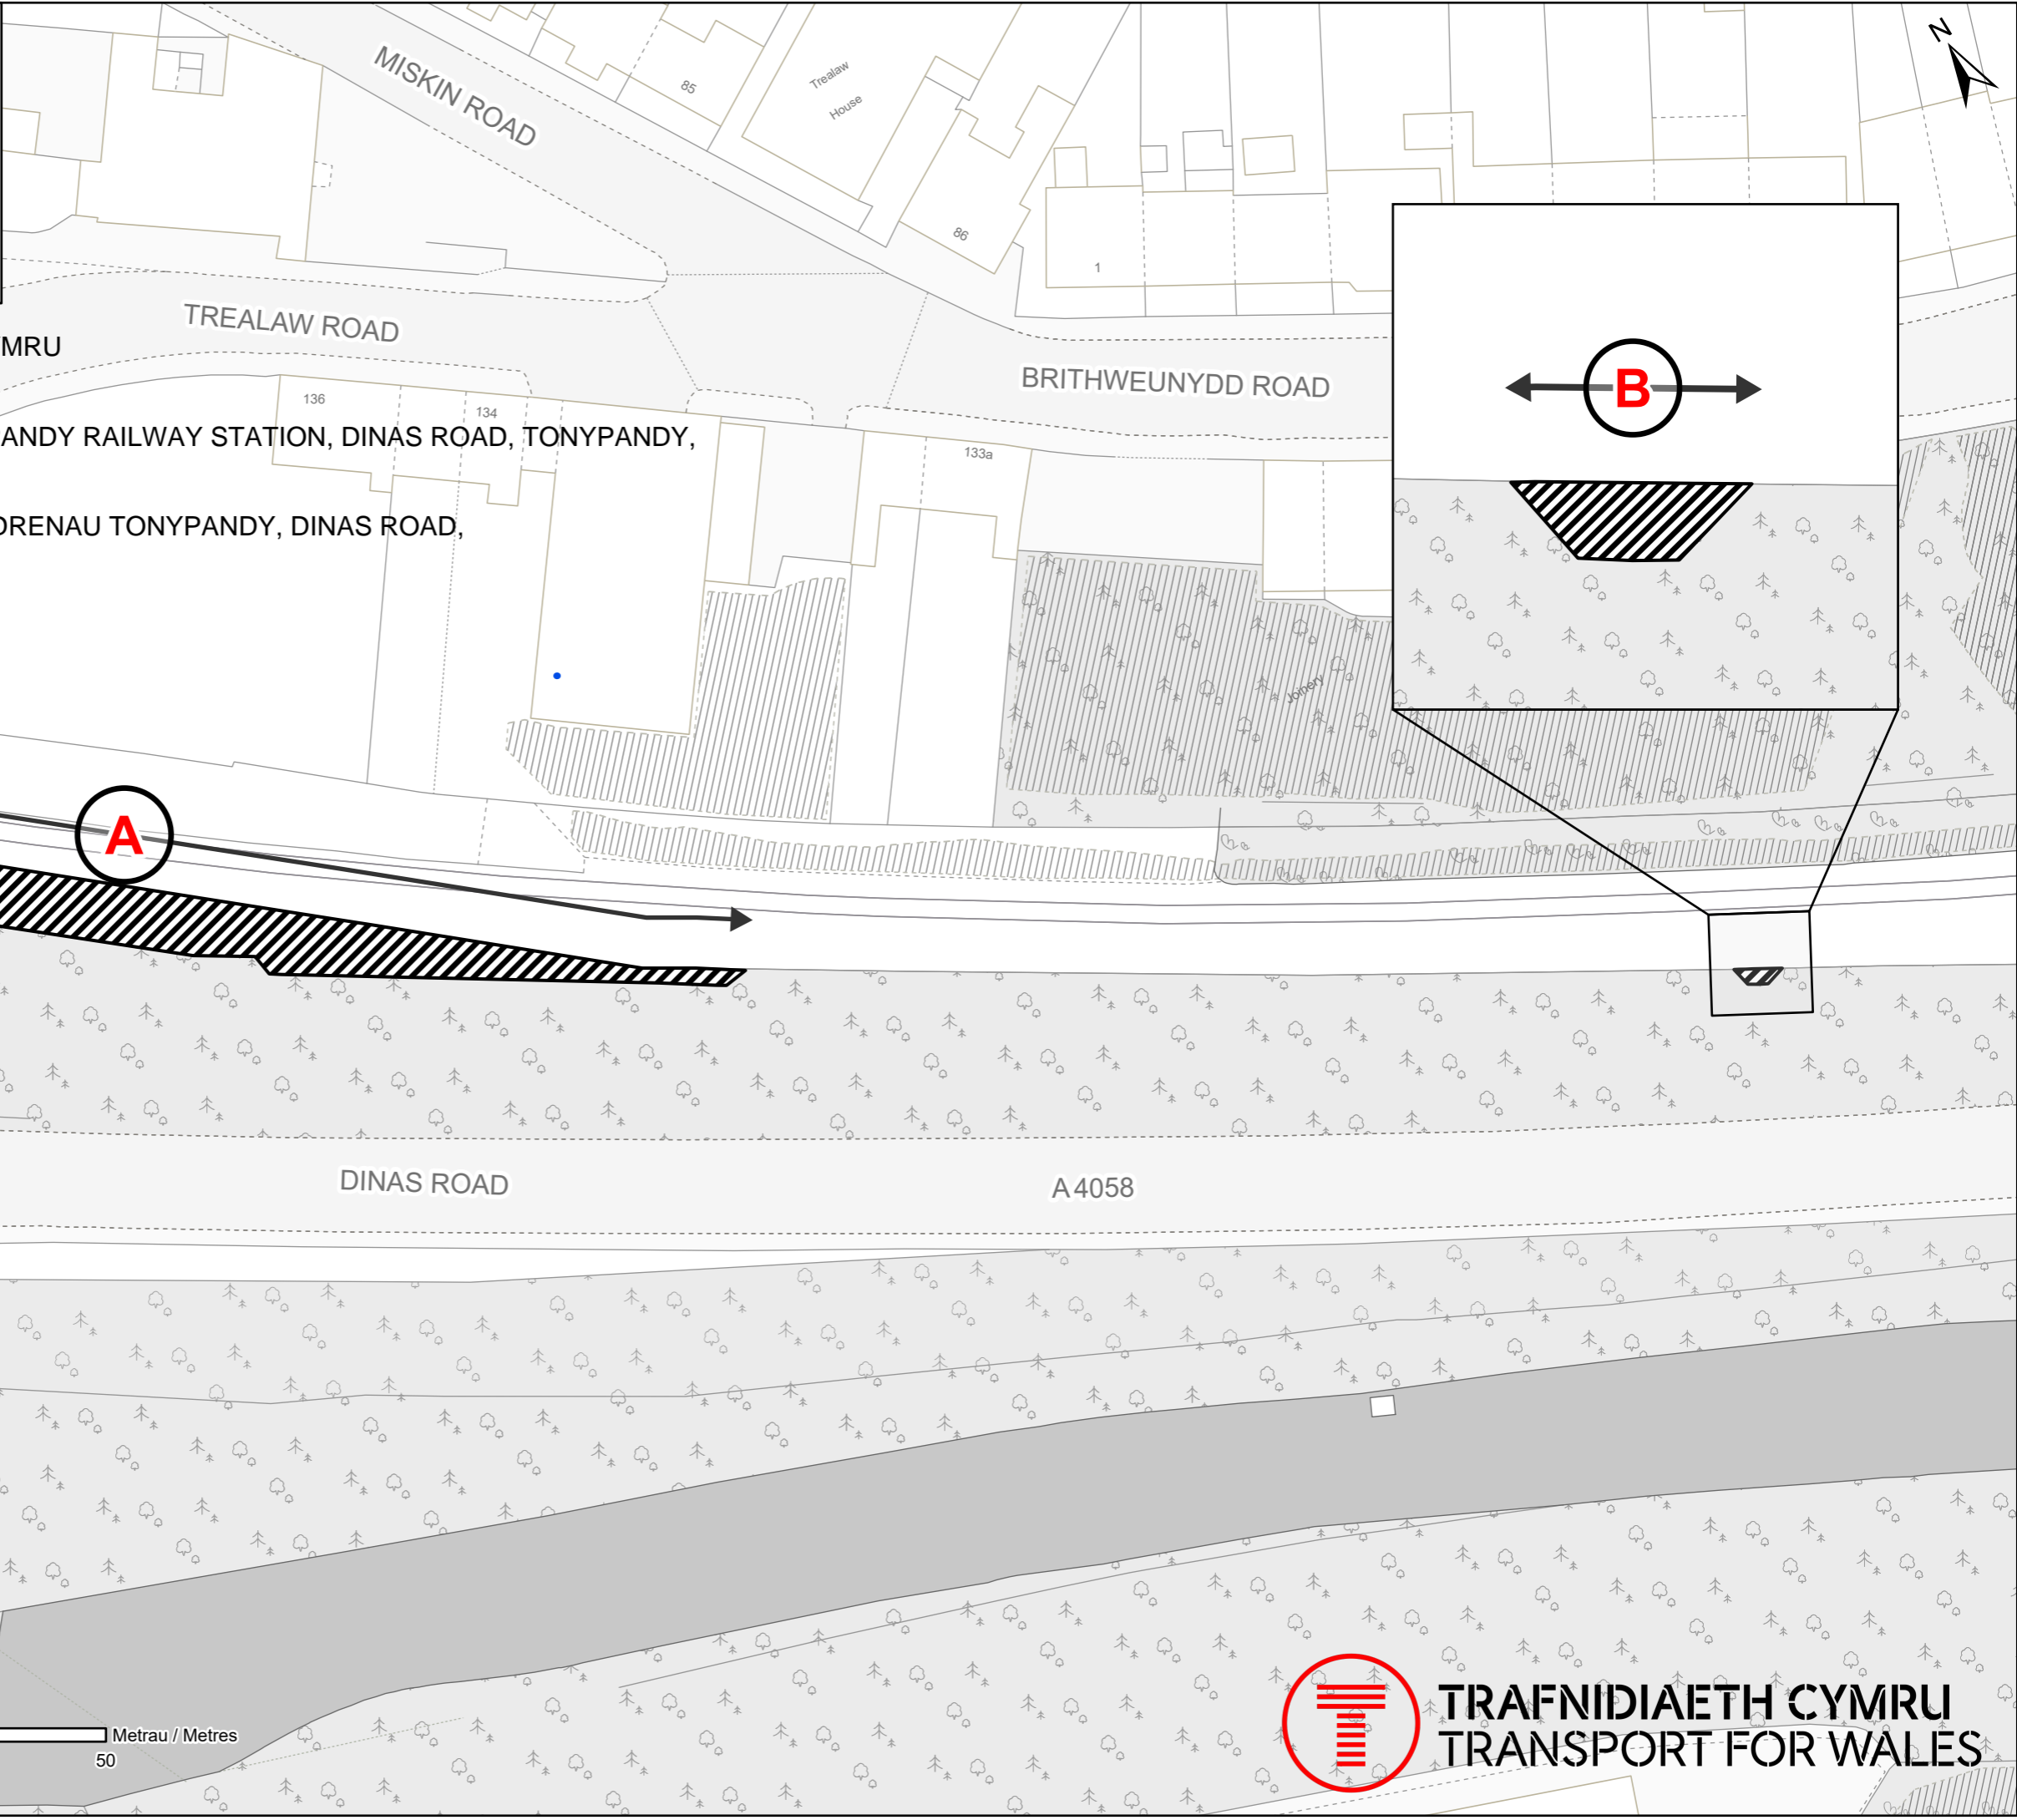 N
MISKIN ROAD
85
Trealaw
House
86
1
TREALAW ROAD
MRU
BRITHWEUNYDD ROAD
B
136
134
ANDY RAILWAY STATION, DINAS ROAD, TONYPANDY,
133a
DRENAU TONYPANDY, DINAS ROAD,
Joinery
A
DINAS ROAD
A 4058
TRAFNIDIAETH CYMRU
TRANSPORT FOR WALES
Metrau / Metres
50